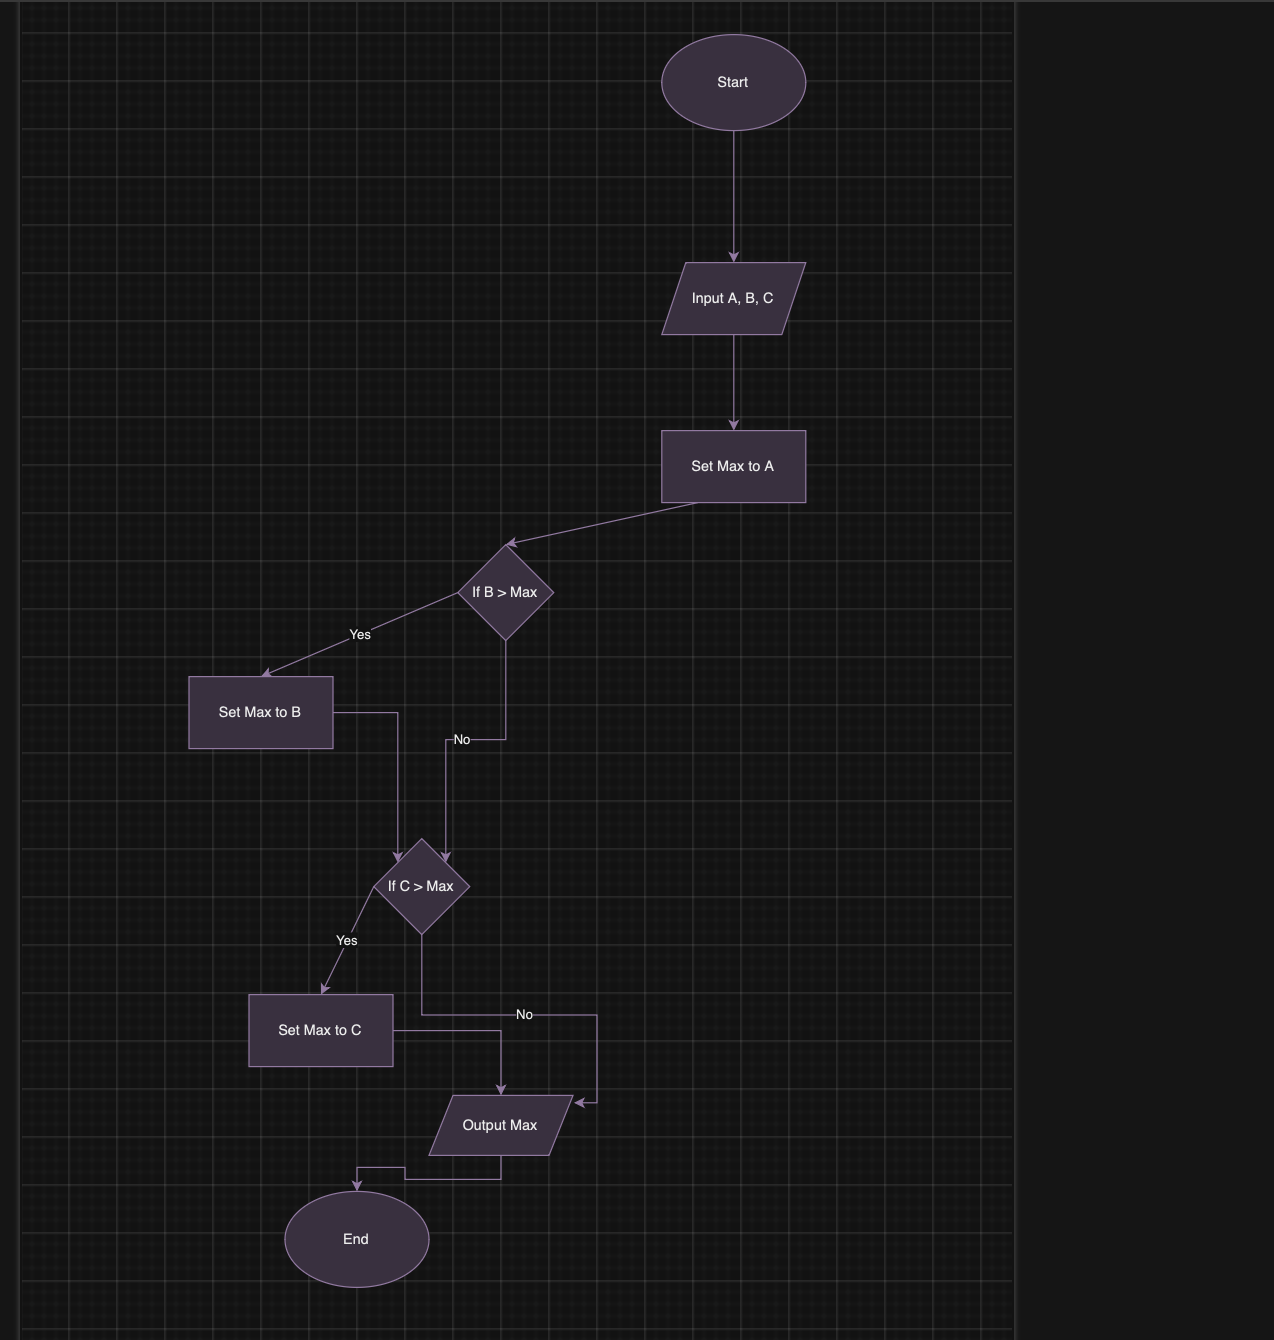 Start
Input A, B, C
Set Max to A
If B > Max
Yes
Set Max to B
No
If C > Max
Yes
No
Set Max to C
Output Max
End